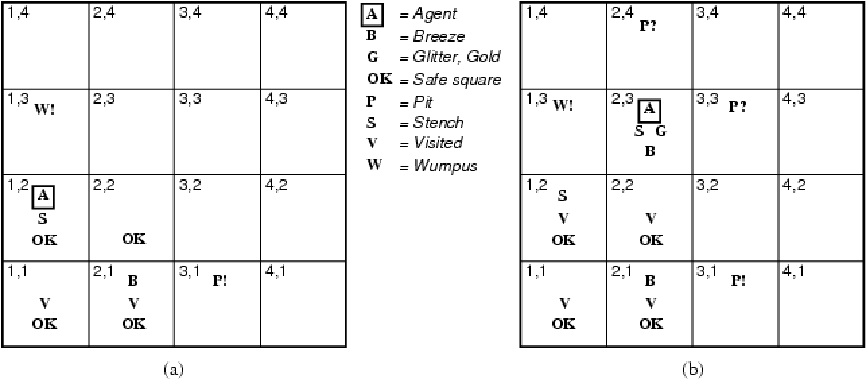 1,4 2,4 3,4 4,4
1,3 W! 2,3 3,3 4,3
1,2 A 2,2 3,2 4,2
S
OK OK
1,1 2,1 B 3,1 P! 4,1
V V
OK OK
(a)
A = Agent
B = Breeze
G = Glitter, Gold
OK = Safe square
P = Pit
S = Stench
V = Visited
W = Wumpus
1,4 2,4 P? 3,4 4,4
1,3 W! 2,3 A 3,3 P? 4,3
S G
B
1,2 S 2,2 3,2 4,2
V V
OK OK
1,1 2,1 B 3,1 P! 4,1
V V
OK OK
(b)